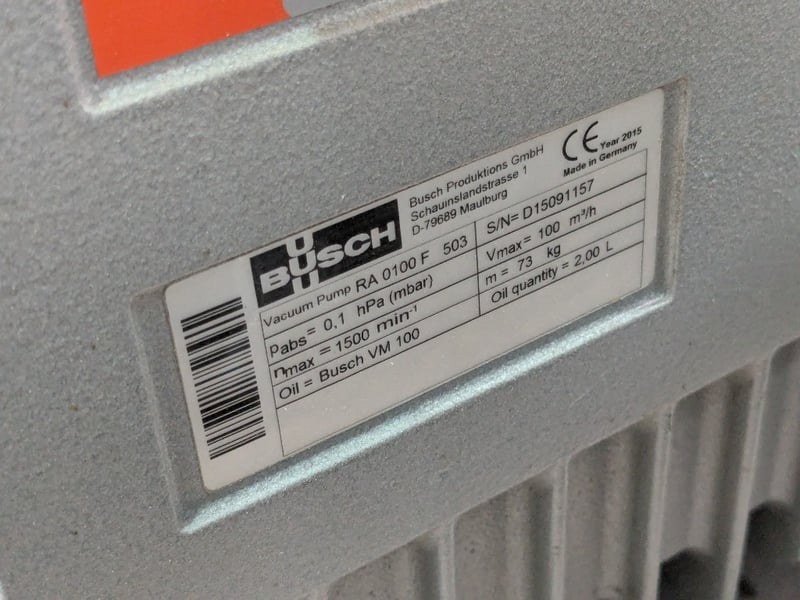 BUSCH
Busch Produktions GmbH
Schauinslandstrasse 1
D-79689 Maulburg
CE Year 2015
Made in Germany
Vacuum Pump RA 0100 F 503
S/N= D15091157
Pabs= 0,1 hPa (mbar)
Vmax= 100 m³/h
nmax = 1500 min⁻¹
m = 73 kg
Oil = Busch VM 100
Oil quantity = 2,00 L